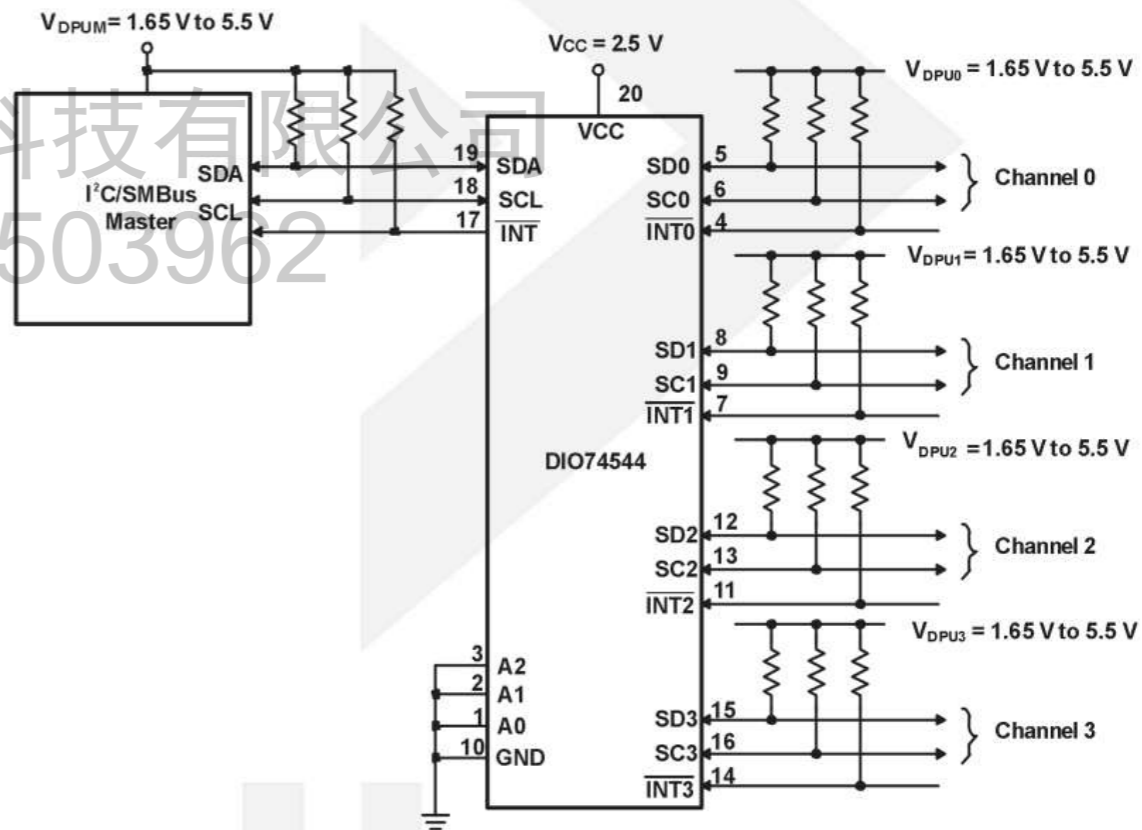 V_DPUM = 1.65 V to 5.5 V
VCC = 2.5 V
20
VCC
V_DPU0 = 1.65 V to 5.5 V
科技有限公司
503962
SDA
I²C/SMBus
Master
SCL
19
SDA
18
SCL
17
INT
SD0
5
SC0
6
INT0
4
Channel 0
V_DPU1 = 1.65 V to 5.5 V
SD1
8
SC1
9
INT1
7
Channel 1
V_DPU2 = 1.65 V to 5.5 V
DIO74544
SD2
12
SC2
13
INT2
11
Channel 2
V_DPU3 = 1.65 V to 5.5 V
3
A2
2
A1
1
A0
10
GND
SD3
15
SC3
16
INT3
14
Channel 3